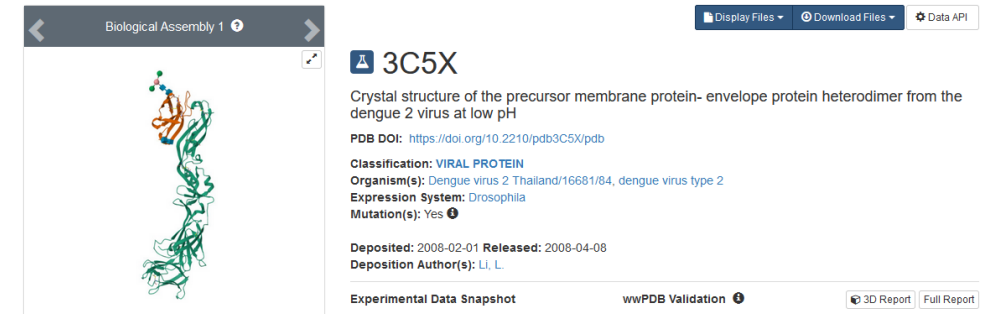 Biological Assembly 1
Display Files
Download Files
Data API
3C5X
Crystal structure of the precursor membrane protein- envelope protein heterodimer from the
dengue 2 virus at low pH
PDB DOI: https://doi.org/10.2210/pdb3C5X/pdb
Classification: VIRAL PROTEIN
Organism(s): Dengue virus 2 Thailand/16681/84, dengue virus type 2
Expression System: Drosophila
Mutation(s): Yes
Deposited: 2008-02-01 Released: 2008-04-08
Deposition Author(s): Li, L.
Experimental Data Snapshot
wwPDB Validation
3D Report
Full Report